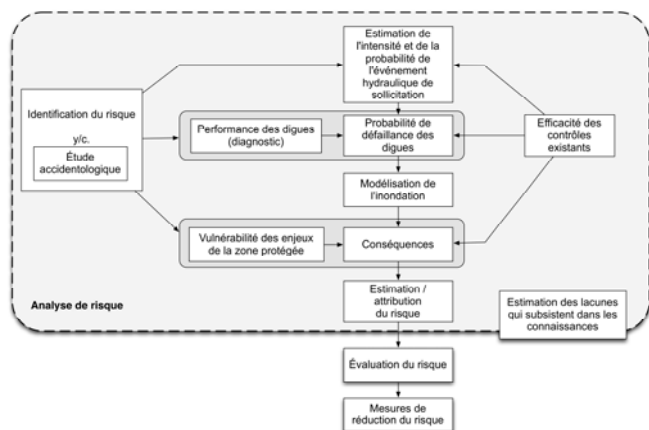 Estimation de
l'intensité et de la
probabilité de
l'événement
hydraulique de
sollicitation
Identification du risque
y/c.
Étude
accidentologique
Performance des digues
(diagnostic)
Probabilité de
défaillance des
digues
Efficacité des
contrôles
existants
Modélisation de
l'inondation
Vulnérabilité des enjeux
de la zone protégée
Conséquences
Estimation /
attribution
du risque
Analyse de risque
Estimation des lacunes
qui subsistent dans les
connaissances
Évaluation du risque
Mesures de
réduction du risque